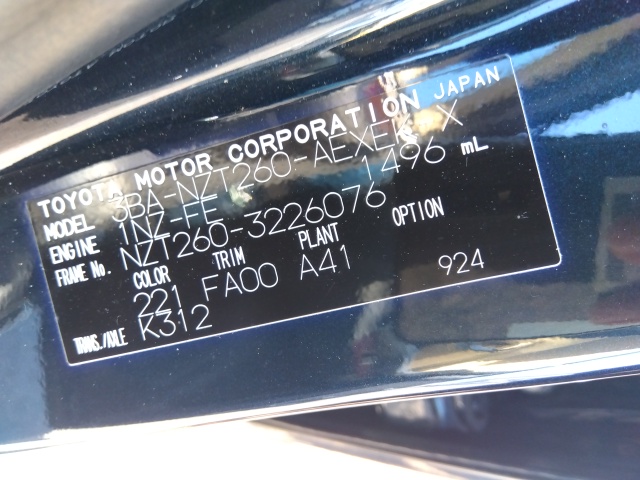 TOYOTA MOTOR CORPORATION JAPAN
MODEL 3BA-NZT260-AEXEK X
ENGINE 1NZ-FE 1496 mL
FRAME No. NZT260-3226076
COLOR TRIM PLANT OPTION
221 FA00 A41 924
TRANS./AXLE K312